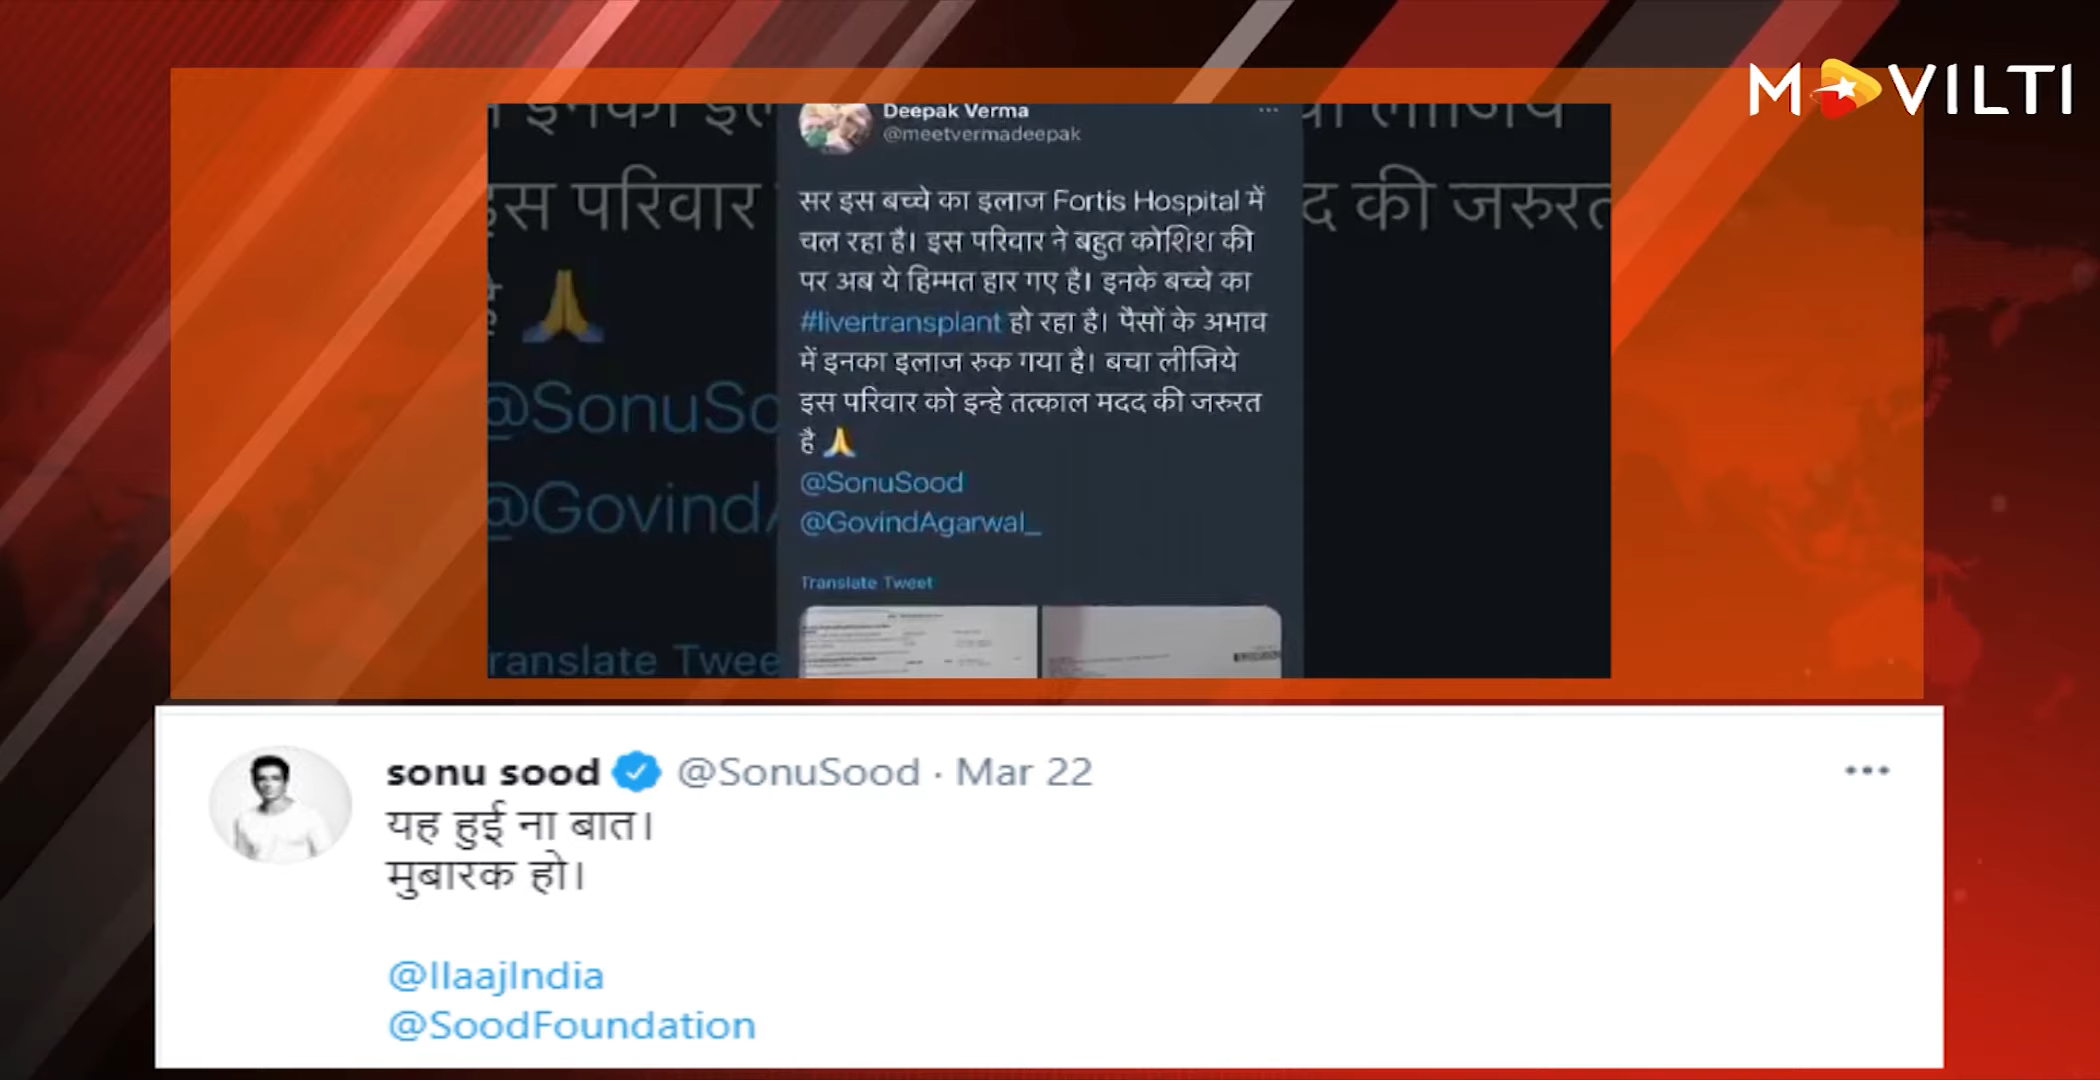 MOVILTI
Deepak Verma
@meetvermadeepak
सर इस बच्चे का इलाज Fortis Hospital में
चल रहा है। इस परिवार ने बहुत कोशिश की
पर अब ये हिम्मत हार गए है। इनके बच्चे का
#livertransplant हो रहा है। पैसों के अभाव
में इनका इलाज रुक गया है। बचा लीजिये
इस परिवार को इन्हे तत्काल मदद की जरुरत
है 🙏
@SonuSood
@GovindAgarwal_
Translate Tweet
स परिवार
द की जरुरत
🙏
@SonuSo
@GovindA
ranslate Twee
sonu sood @SonuSood · Mar 22
यह हुई ना बात।
मुबारक हो।
@IlaajIndia
@SoodFoundation